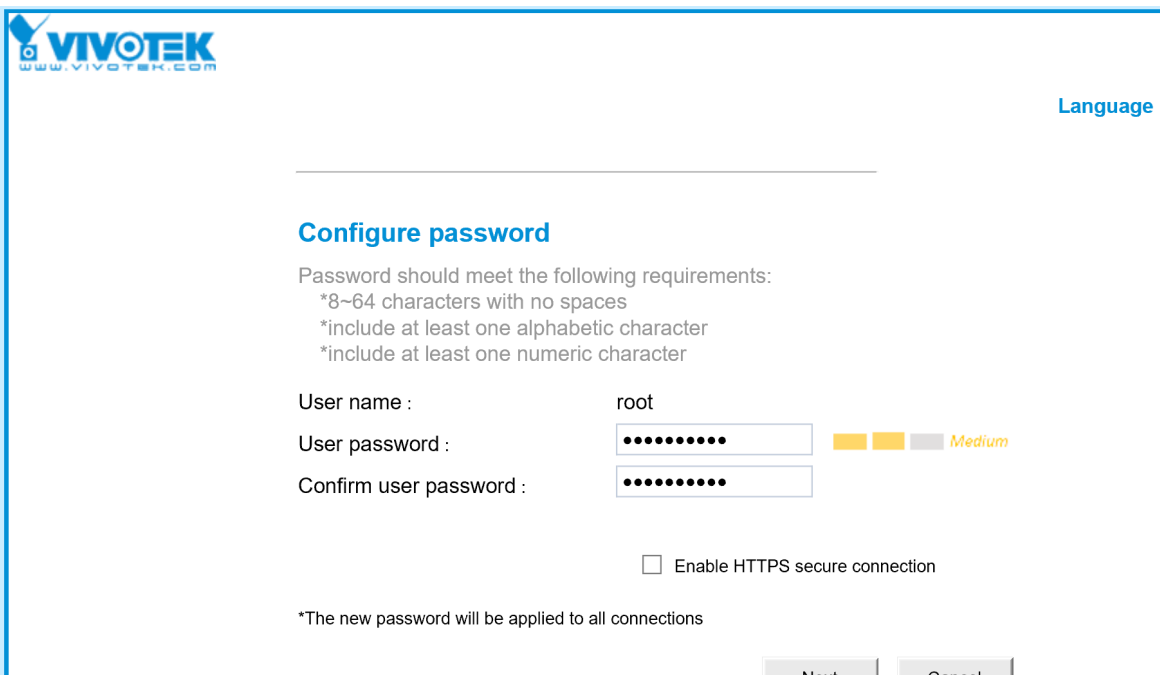 VIVOTEK
www.vivotek.com
Language
Configure password
Password should meet the following requirements:
*8~64 characters with no spaces
*include at least one alphabetic character
*include at least one numeric character
User name : root
User password : •••••••••• Medium
Confirm user password : ••••••••••
Enable HTTPS secure connection
*The new password will be applied to all connections
Next Cancel